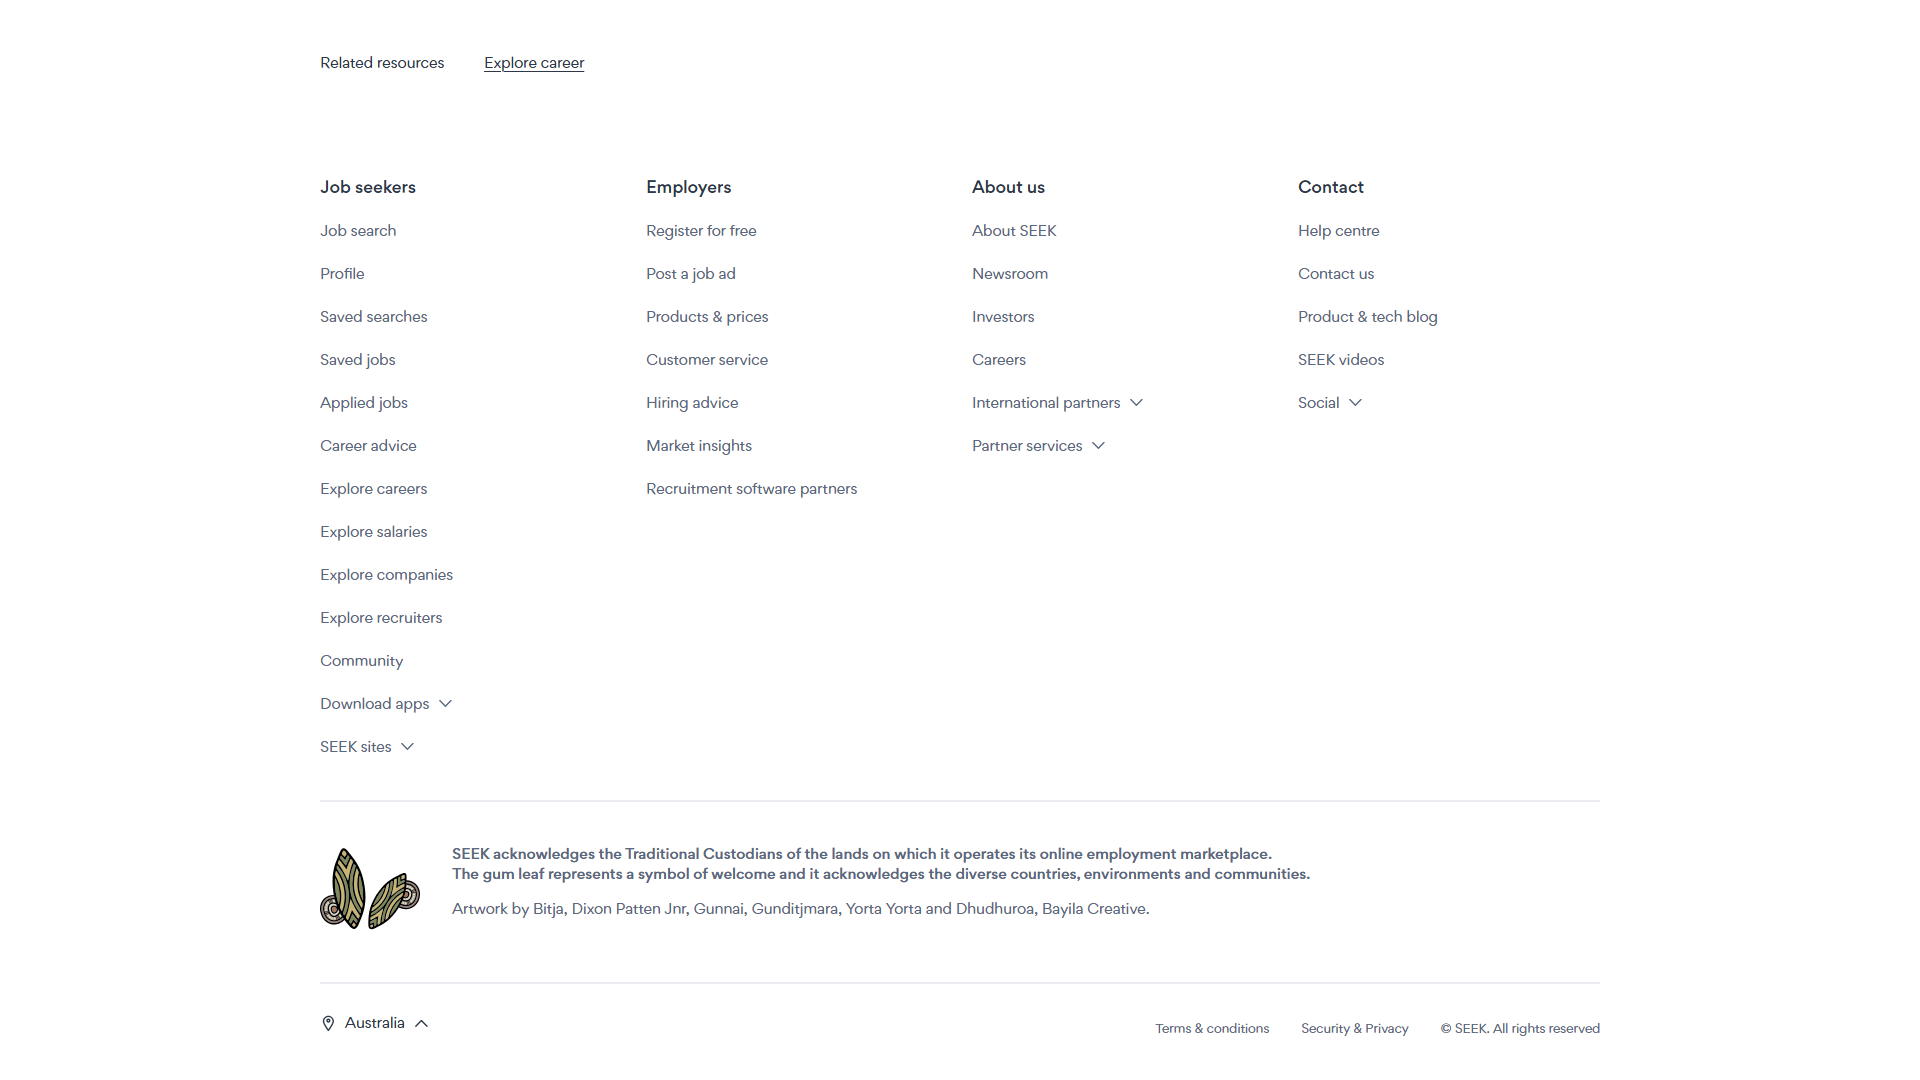 Related resources
Explore career
Job seekers
Job search
Profile
Saved searches
Saved jobs
Applied jobs
Career advice
Explore careers
Explore salaries
Explore companies
Explore recruiters
Community
Download apps
SEEK sites
Employers
Register for free
Post a job ad
Products & prices
Customer service
Hiring advice
Market insights
Recruitment software partners
About us
About SEEK
Newsroom
Investors
Careers
International partners
Partner services
Contact
Help centre
Contact us
Product & tech blog
SEEK videos
Social
SEEK acknowledges the Traditional Custodians of the lands on which it operates its online employment marketplace.
The gum leaf represents a symbol of welcome and it acknowledges the diverse countries, environments and communities.
Artwork by Bitja, Dixon Patten Jnr, Gunnai, Gunditjmara, Yorta Yorta and Dhudhuroa, Bayila Creative.
Australia
Terms & conditions
Security & Privacy
© SEEK. All rights reserved